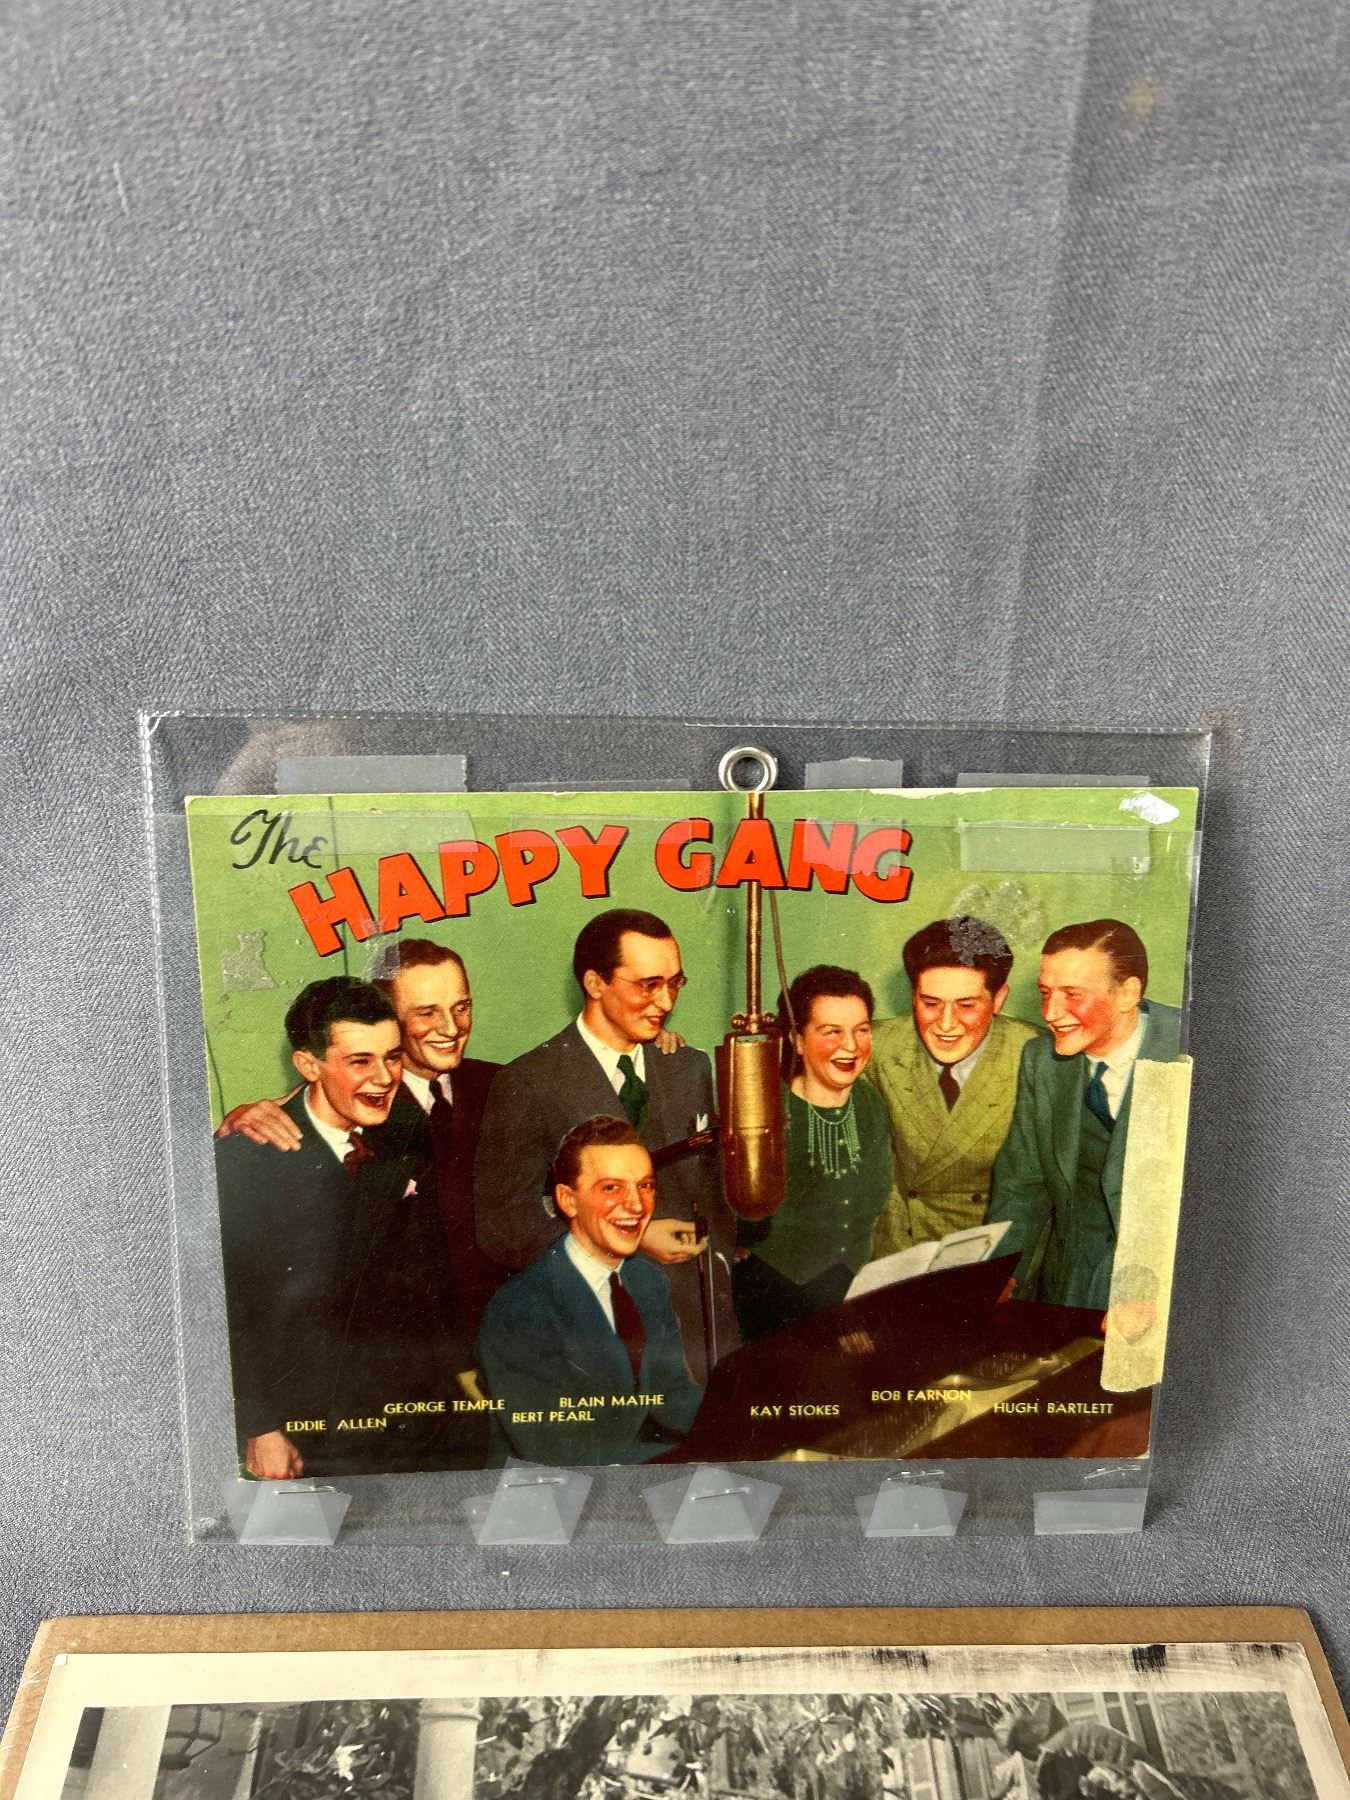 The
HAPPY GANG
EDDIE ALLEN
GEORGE TEMPLE
BERT PEARL
BLAIN MATHE
KAY STOKES
BOB FARNON
HUGH BARTLETT